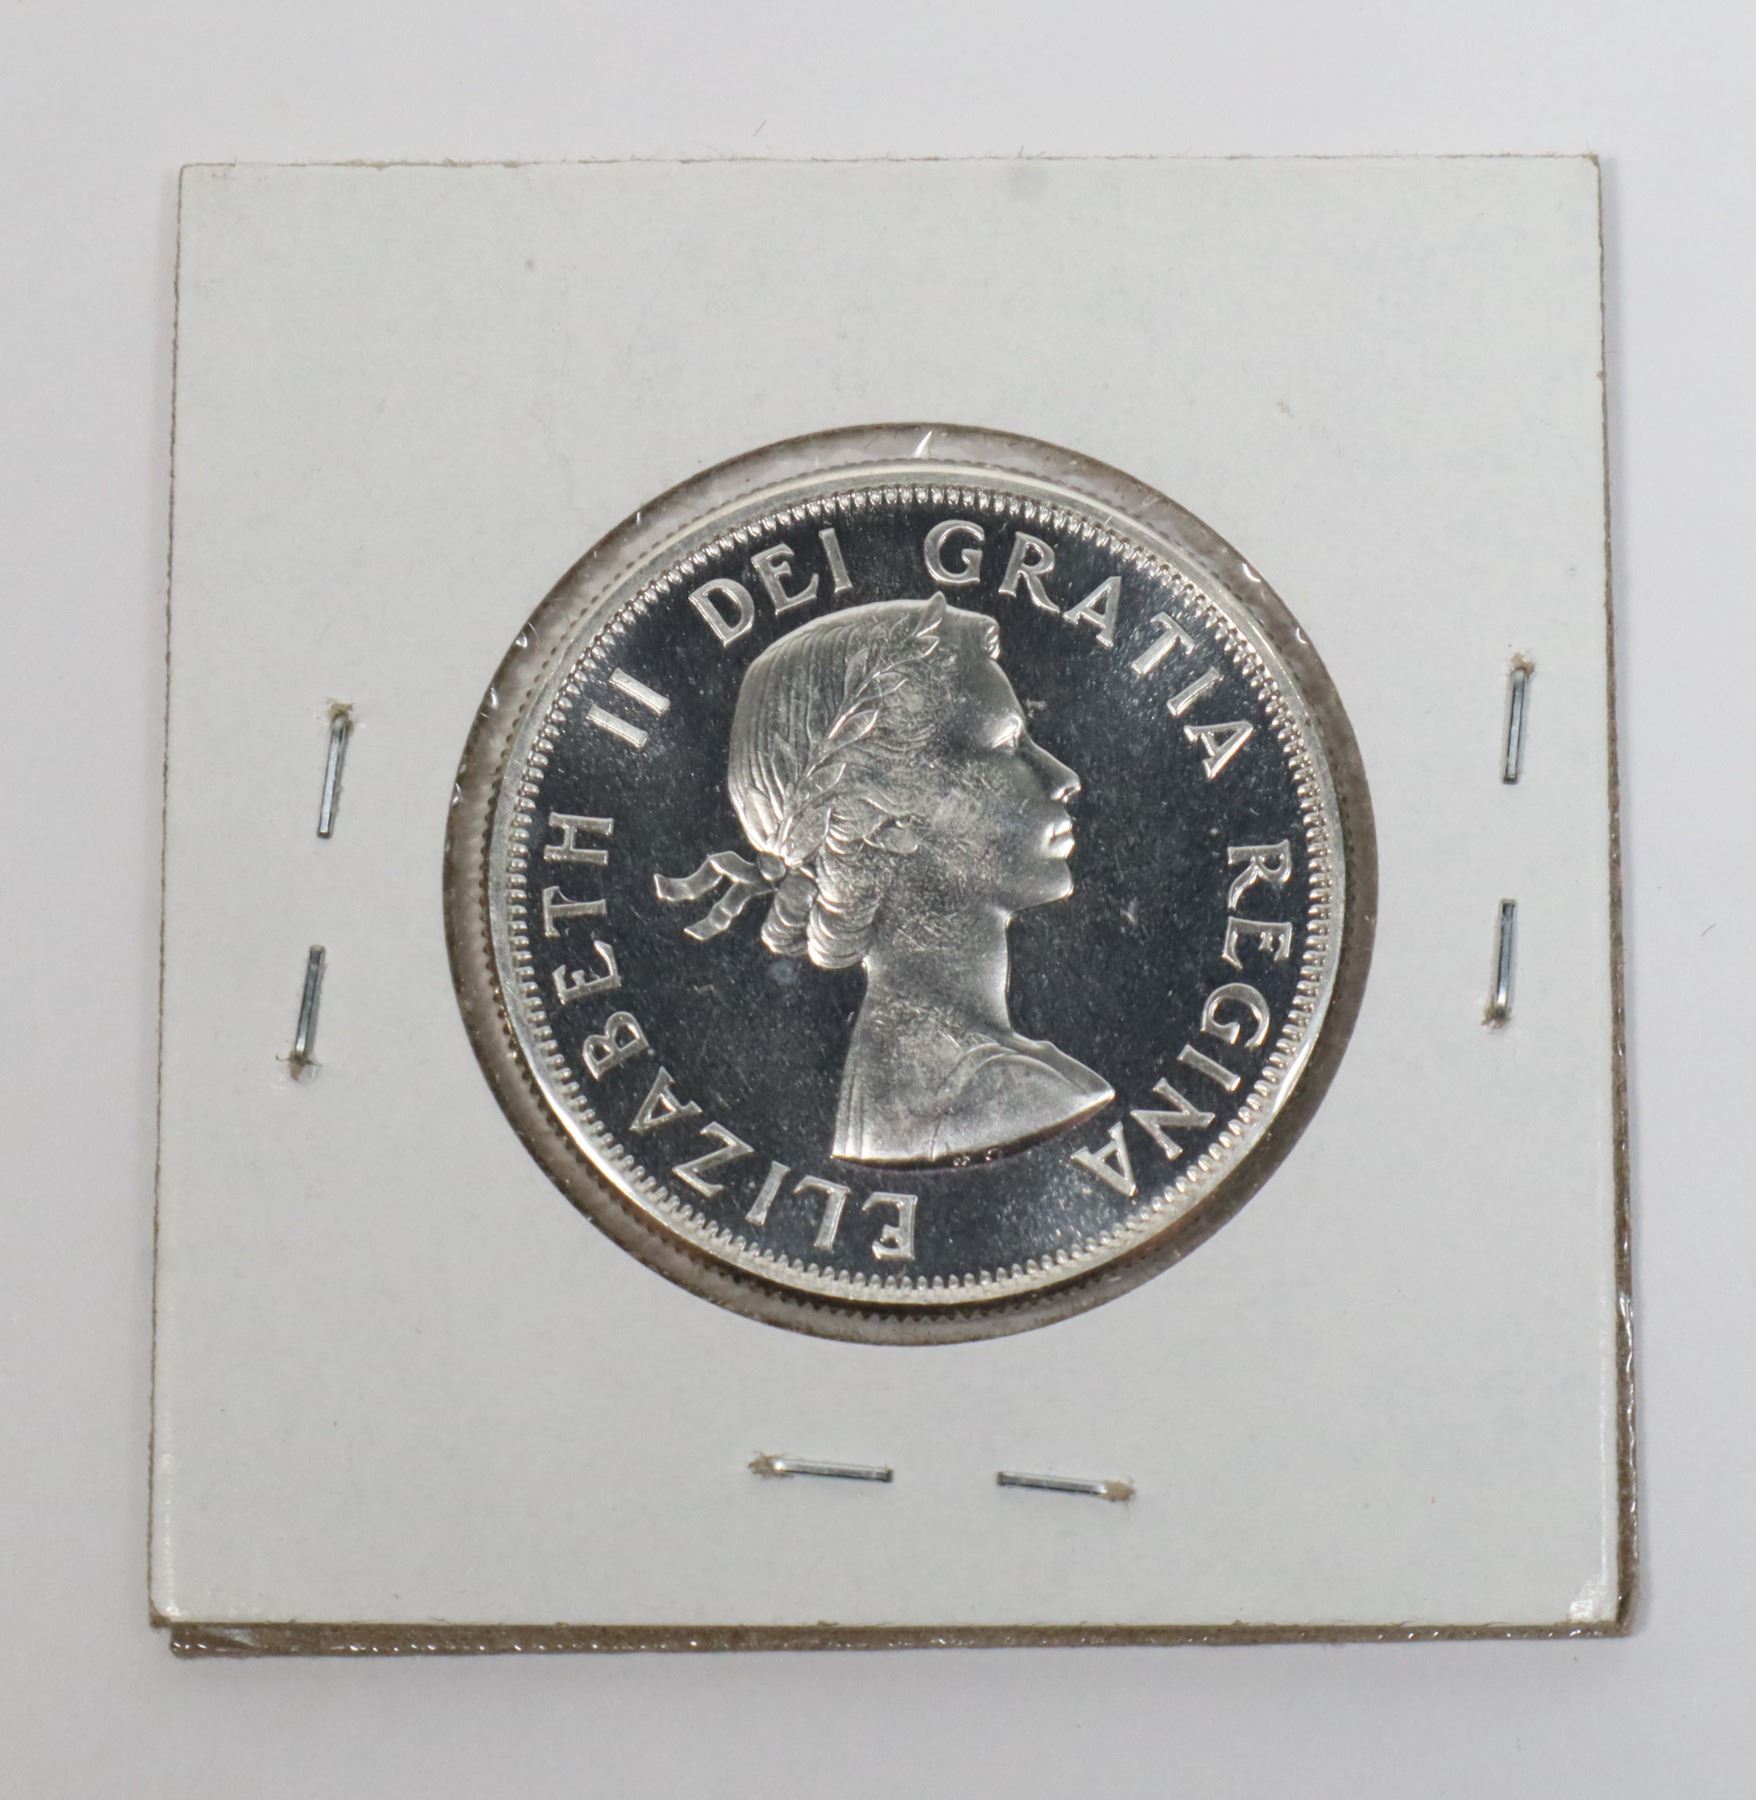 ELIZABETH II DEI GRATIA REGINA